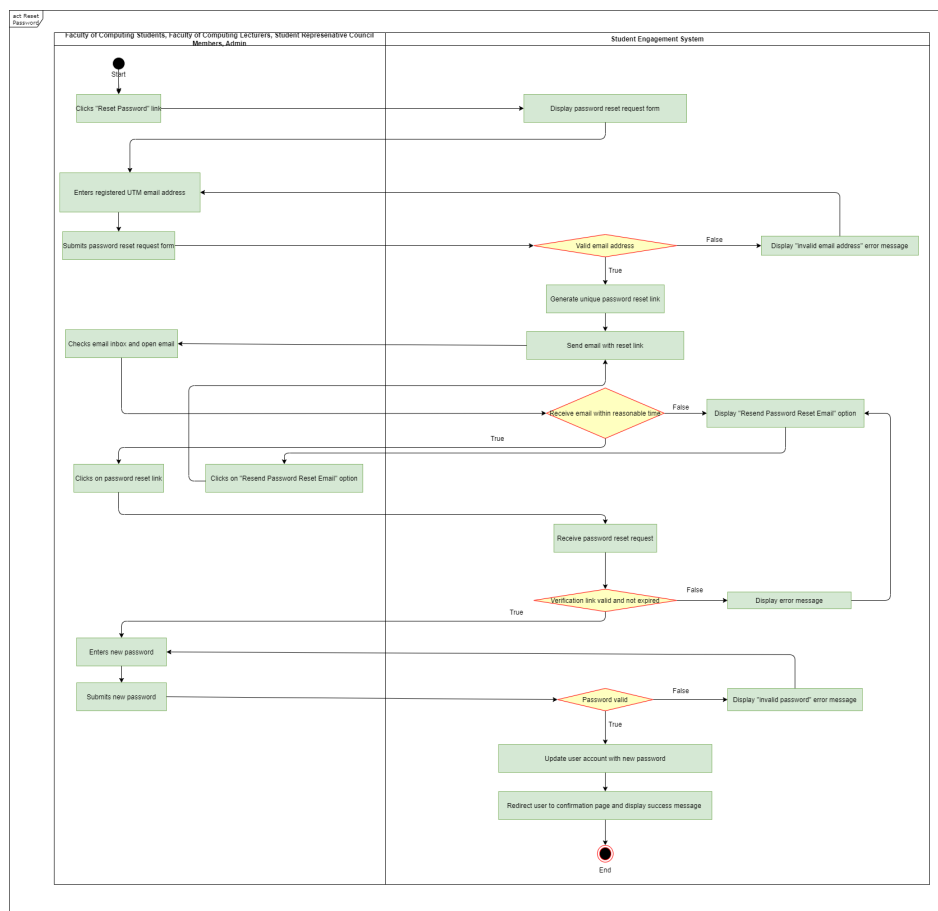 act Reset
Password
Faculty of Computing Students, Faculty of Computing Lecturers, Student Represenative Council
Members, Admin
Student Engagement System
Start
Clicks "Reset Password" link
Display password reset request form
Enters registered UTM email address
Submits password reset request form
Valid email address
False
Display "invalid email address" error message
True
Generate unique password reset link
Checks email inbox and open email
Send email with reset link
Receive email within reasonable time
False
Display "Resend Password Reset Email" option
True
Clicks on password reset link
Clicks on "Resend Password Reset Email" option
Receive password reset request
Verification link valid and not expired
False
Display error message
True
Enters new password
Submits new password
Password valid
False
Display "invalid password" error message
True
Update user account with new password
Redirect user to confirmation page and display success message
End